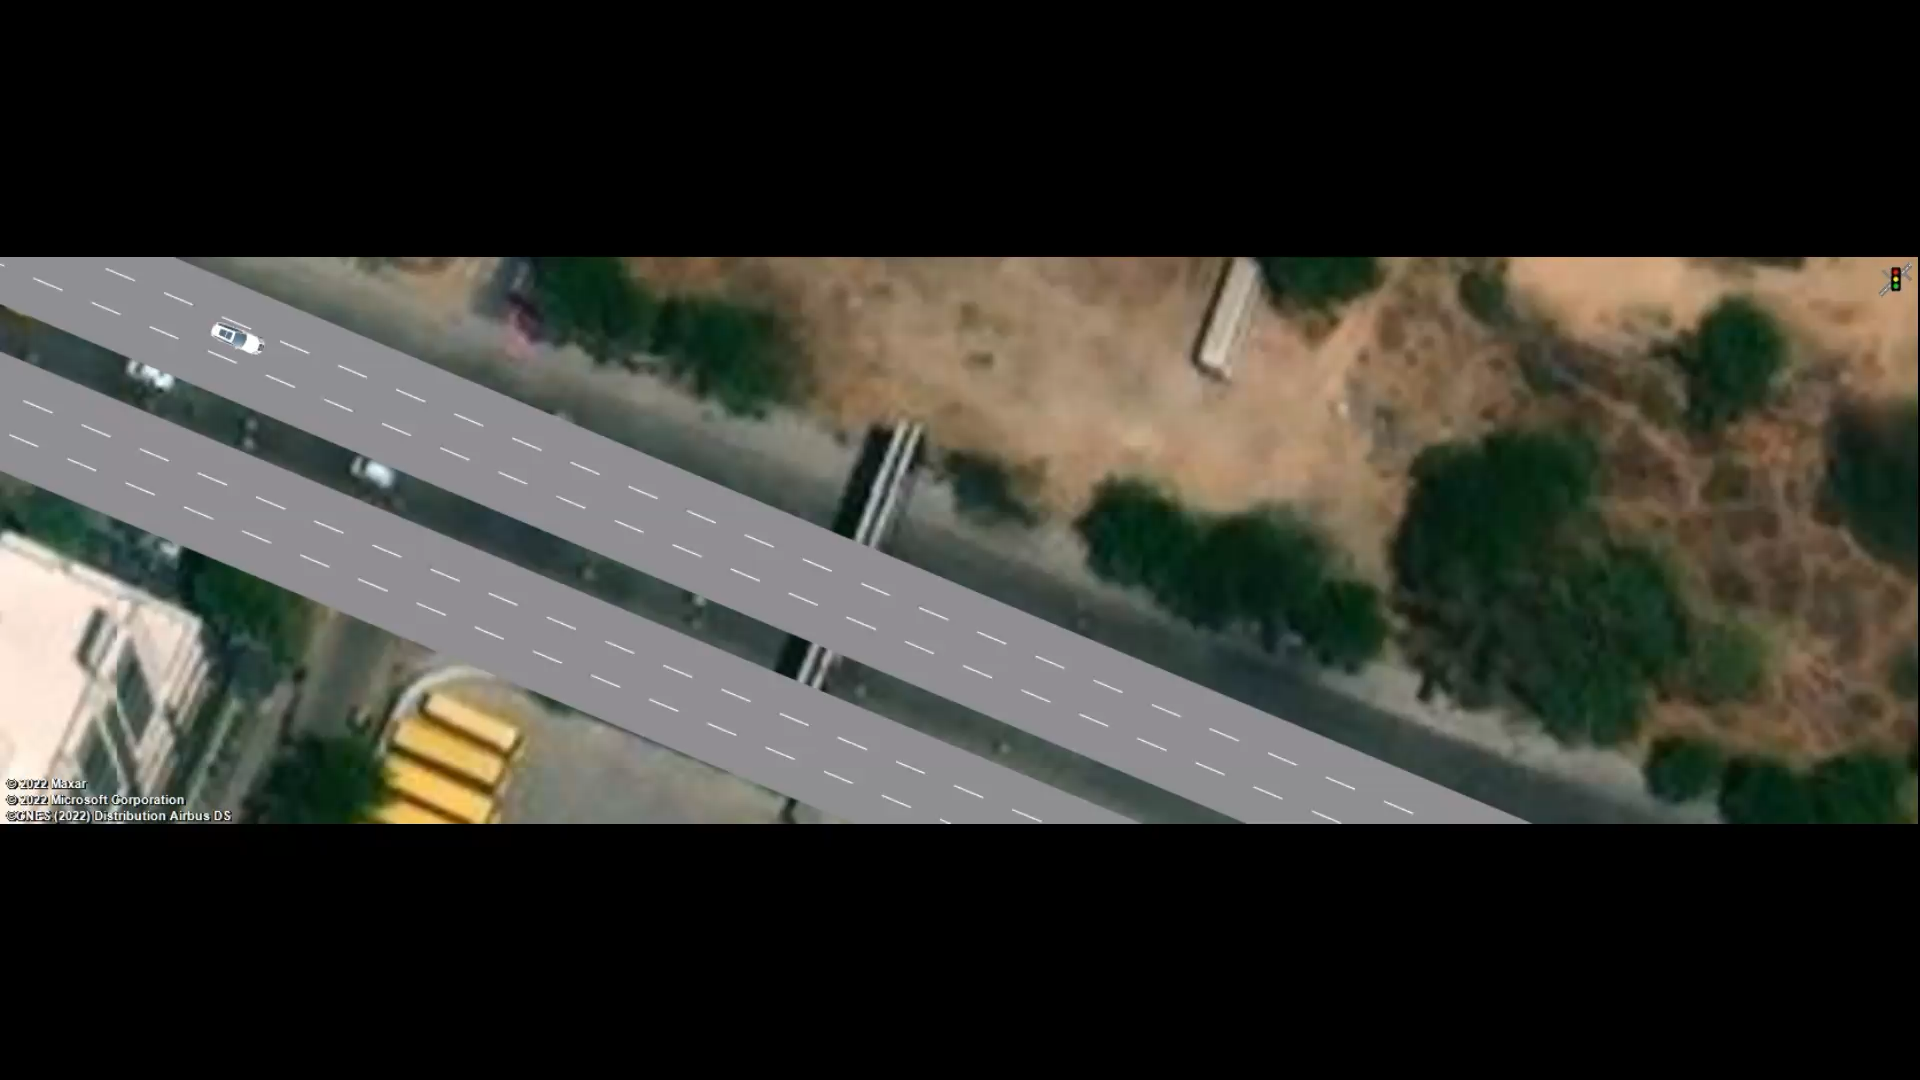 © 2022 Maxar
© 2022 Microsoft Corporation
©CNES (2022) Distribution Airbus DS